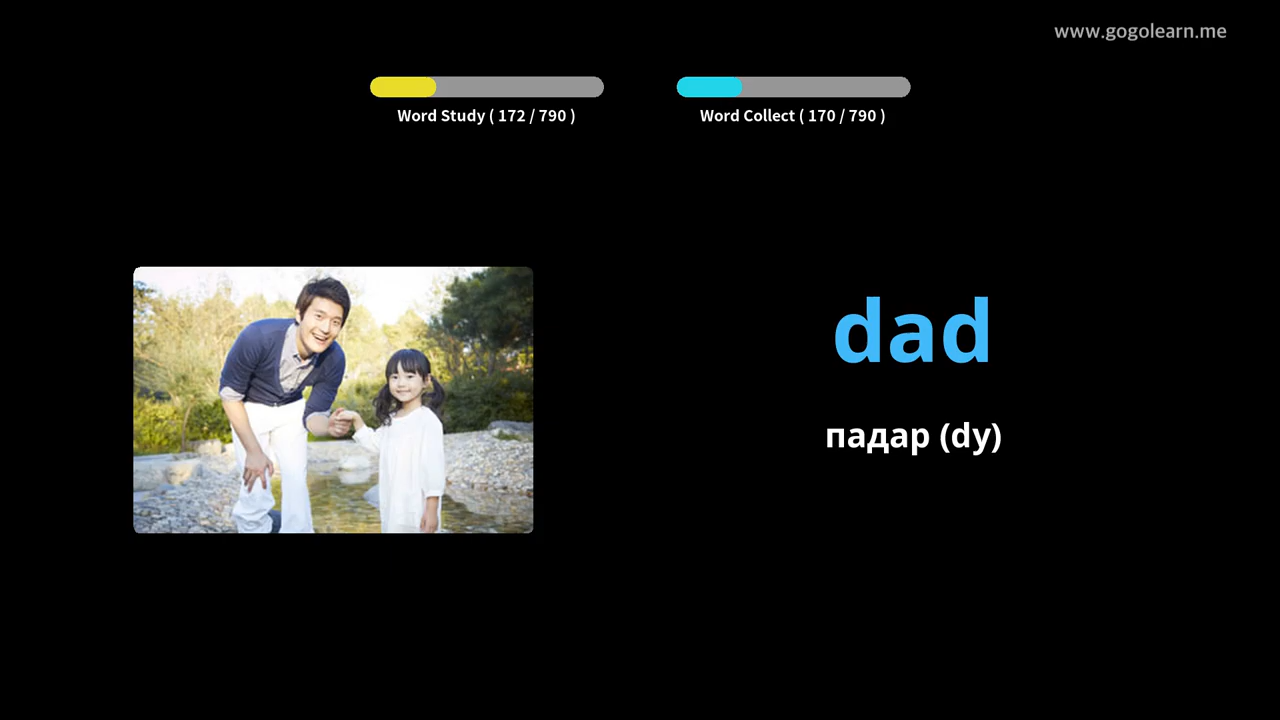 www.gogolearn.me
Word Study ( 172 / 790 )
Word Collect ( 170 / 790 )
dad
падар (dy)